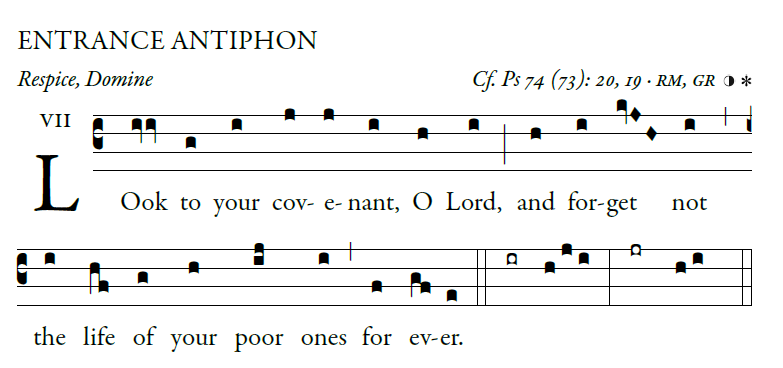 ENTRANCE ANTIPHON
Respice, Domine Cf. Ps 74 (73): 20, 19 · RM, GR ◑ *
VII
LOok to your cov- e- nant, O Lord, and for-get not
the life of your poor ones for ev-er.